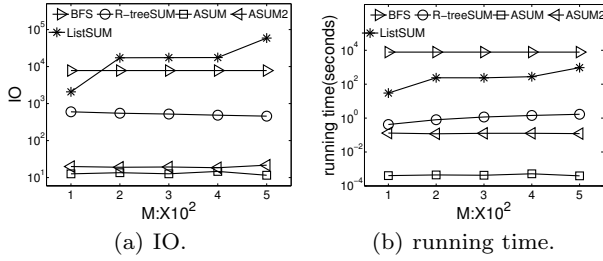 BFS R-treeSUM ASUM ASUM2
ListSUM
10^5
10^4
10^3
10^2
10^1
IO
1 2 3 4 5
M:X10^2
(a) IO.
BFS R-treeSUM ASUM ASUM2
ListSUM
10^4
10^2
10^0
10^-2
10^-4
running time(seconds)
1 2 3 4 5
M:X10^2
(b) running time.